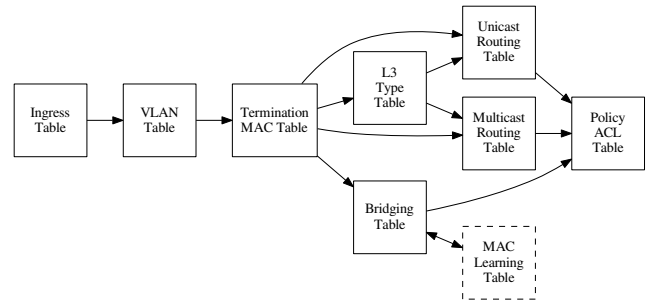 Ingress
Table
VLAN
Table
Termination
MAC Table
L3
Type
Table
Unicast
Routing
Table
Multicast
Routing
Table
Bridging
Table
MAC
Learning
Table
Policy
ACL
Table